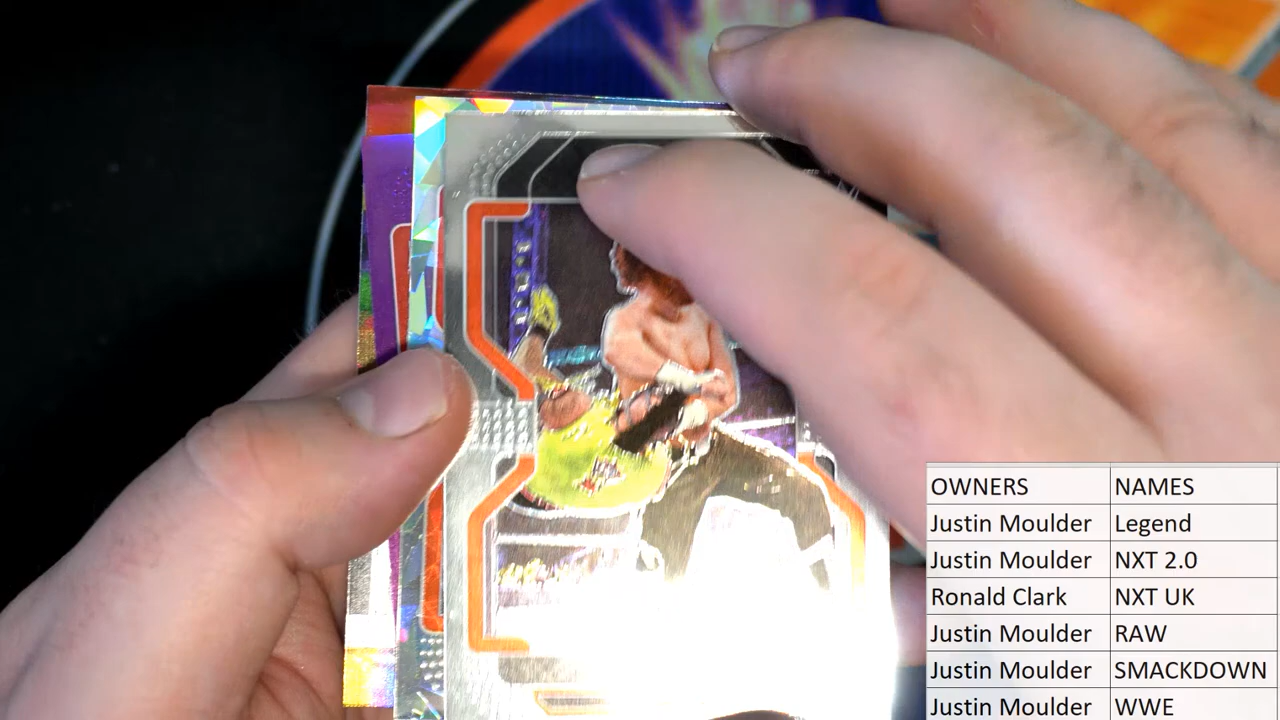 OWNERS NAMES
Justin Moulder Legend
Justin Moulder NXT 2.0
Ronald Clark NXT UK
Justin Moulder RAW
Justin Moulder SMACKDOWN
Justin Moulder WWE